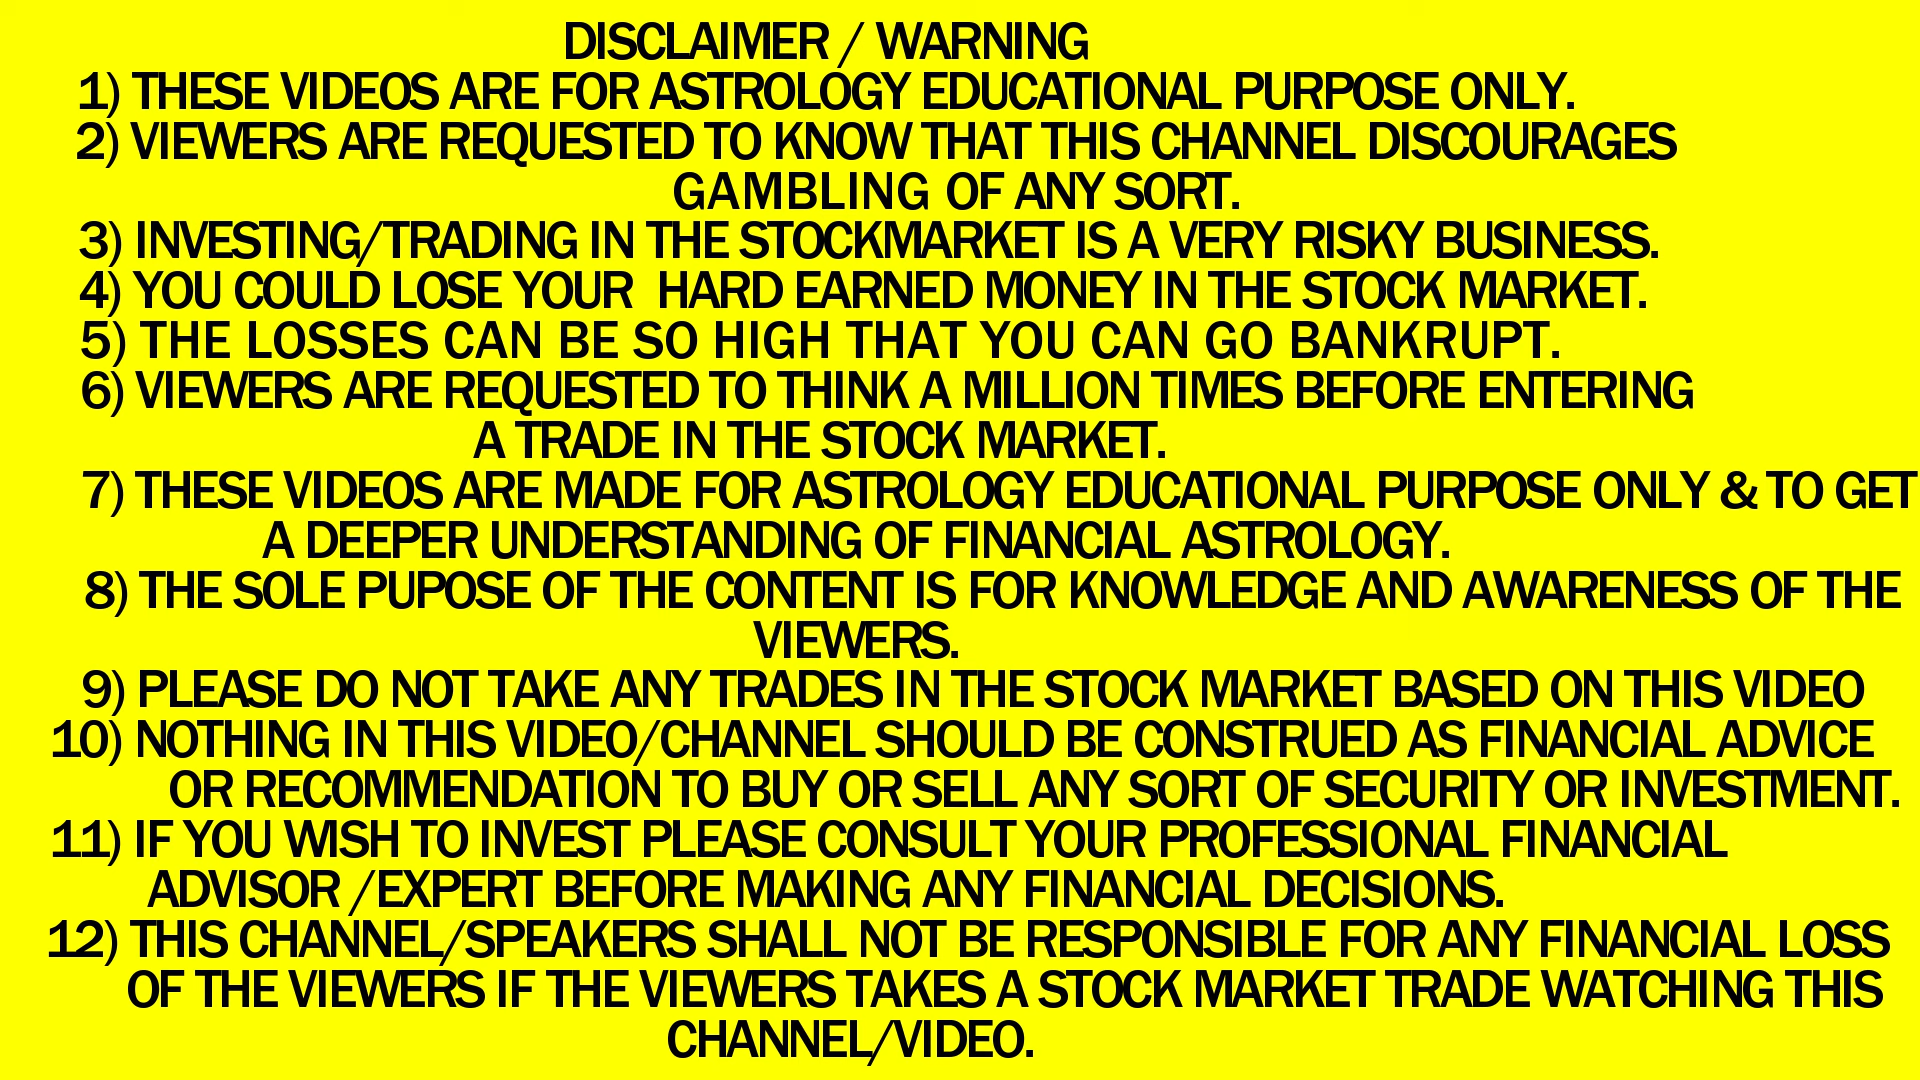 DISCLAIMER / WARNING
1) THESE VIDEOS ARE FOR ASTROLOGY EDUCATIONAL PURPOSE ONLY.
2) VIEWERS ARE REQUESTED TO KNOW THAT THIS CHANNEL DISCOURAGES
GAMBLING OF ANY SORT.
3) INVESTING/TRADING IN THE STOCKMARKET IS A VERY RISKY BUSINESS.
4) YOU COULD LOSE YOUR HARD EARNED MONEY IN THE STOCK MARKET.
5) THE LOSSES CAN BE SO HIGH THAT YOU CAN GO BANKRUPT.
6) VIEWERS ARE REQUESTED TO THINK A MILLION TIMES BEFORE ENTERING
A TRADE IN THE STOCK MARKET.
7) THESE VIDEOS ARE MADE FOR ASTROLOGY EDUCATIONAL PURPOSE ONLY & TO GET
A DEEPER UNDERSTANDING OF FINANCIAL ASTROLOGY.
8) THE SOLE PUPOSE OF THE CONTENT IS FOR KNOWLEDGE AND AWARENESS OF THE
VIEWERS.
9) PLEASE DO NOT TAKE ANY TRADES IN THE STOCK MARKET BASED ON THIS VIDEO
10) NOTHING IN THIS VIDEO/CHANNEL SHOULD BE CONSTRUED AS FINANCIAL ADVICE
OR RECOMMENDATION TO BUY OR SELL ANY SORT OF SECURITY OR INVESTMENT.
11) IF YOU WISH TO INVEST PLEASE CONSULT YOUR PROFESSIONAL FINANCIAL
ADVISOR /EXPERT BEFORE MAKING ANY FINANCIAL DECISIONS.
12) THIS CHANNEL/SPEAKERS SHALL NOT BE RESPONSIBLE FOR ANY FINANCIAL LOSS
OF THE VIEWERS IF THE VIEWERS TAKES A STOCK MARKET TRADE WATCHING THIS
CHANNEL/VIDEO.